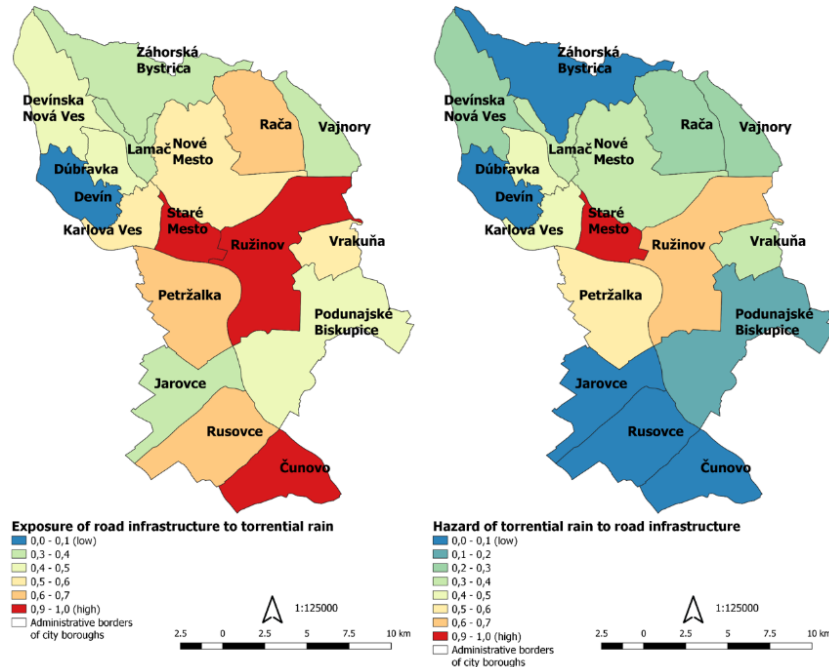 Záhorská
Bystrica
Devínska
Nová Ves
Lamač
Nové
Mesto
Rača
Vajnory
Dúbravka
Devín
Karlova Ves
Staré
Mesto
Ružinov
Vrakuňa
Petržalka
Podunajské
Biskupice
Jarovce
Rusovce
Čunovo
Exposure of road infrastructure to torrential rain
0,0 - 0,1 (low)
0,3 - 0,4
0,4 - 0,5
0,5 - 0,6
0,6 - 0,7
0,9 - 1,0 (high)
Administrative borders
of city boroughs
1:125000
2.5 0 2.5 5 7.5 10 km
Záhorská
Bystrica
Devínska
Nová Ves
Lamač
Nové
Mesto
Rača
Vajnory
Dúbravka
Devín
Karlova Ves
Staré
Mesto
Ružinov
Vrakuňa
Petržalka
Podunajské
Biskupice
Jarovce
Rusovce
Čunovo
Hazard of torrential rain to road infrastructure
0,0 - 0,1 (low)
0,1 - 0,2
0,2 - 0,3
0,3 - 0,4
0,4 - 0,5
0,5 - 0,6
0,6 - 0,7
0,9 - 1,0 (high)
Administrative borders
of city boroughs
1:125000
2.5 0 2.5 5 7.5 10 km